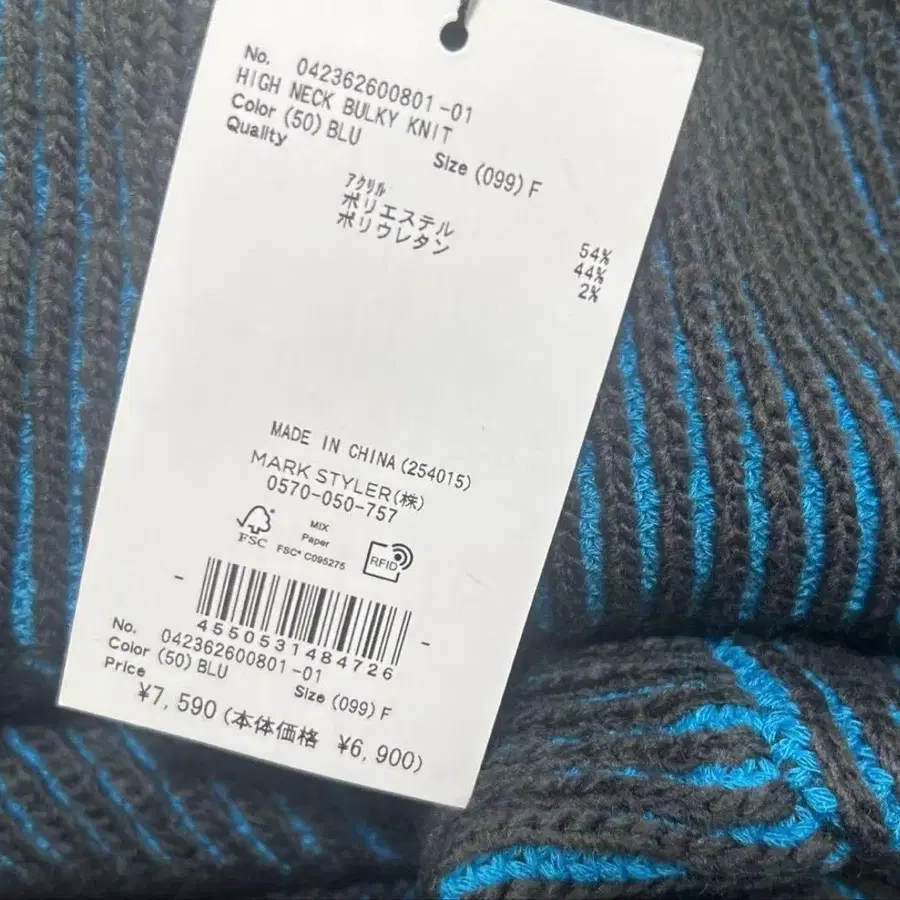 No. 042362600801-01
HIGH NECK BULKY KNIT
Color (50) BLU Size (099) F
Quality
ｱｸﾘﾙ 54%
ポリエステル 44%
ポリウレタン 2%
MADE IN CHINA (254015)
MARK STYLER(株)
0570-050-757
FSC MIX
Paper
FSC® C095275
RFID
4550531484726
No. 042362600801-01
Color (50) BLU Size (099) F
Price
¥7,590 (本体価格 ¥6,900)